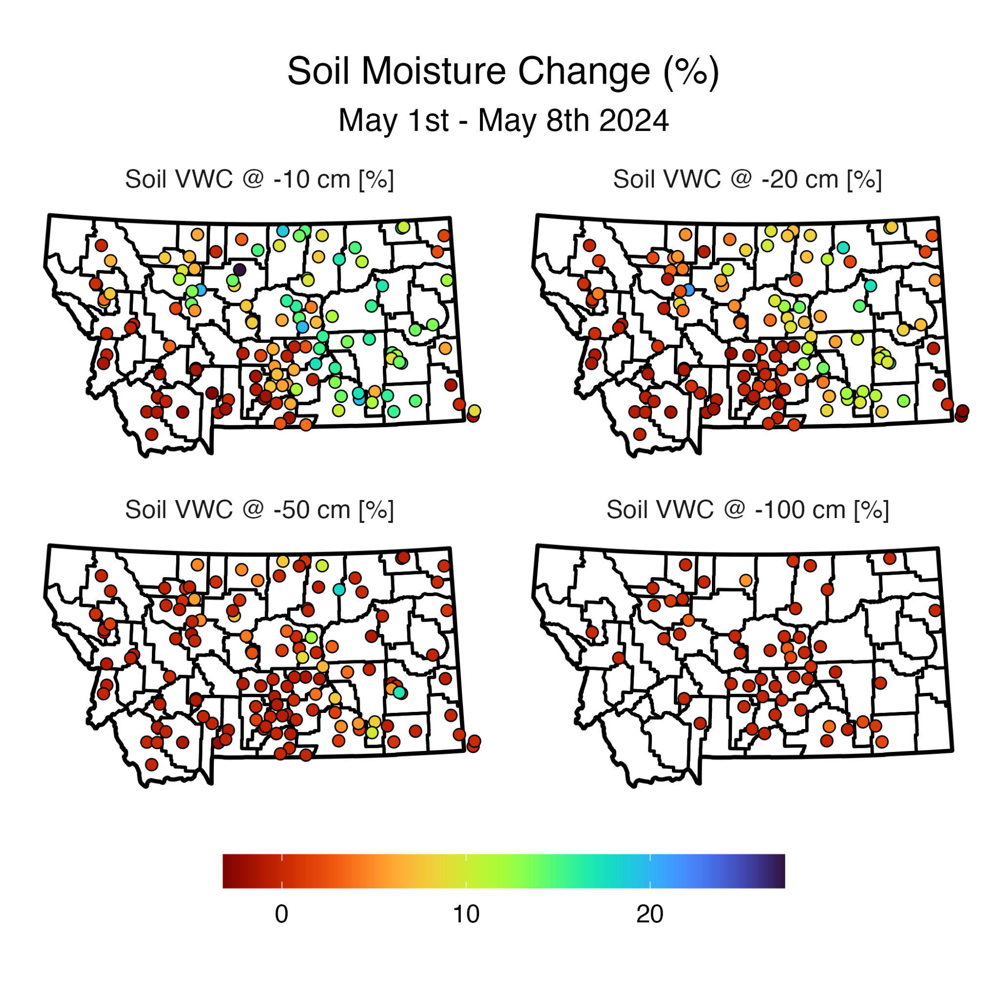 Soil Moisture Change (%)
May 1st - May 8th 2024
Soil VWC @ -10 cm [%]
Soil VWC @ -20 cm [%]
Soil VWC @ -50 cm [%]
Soil VWC @ -100 cm [%]
0 10 20